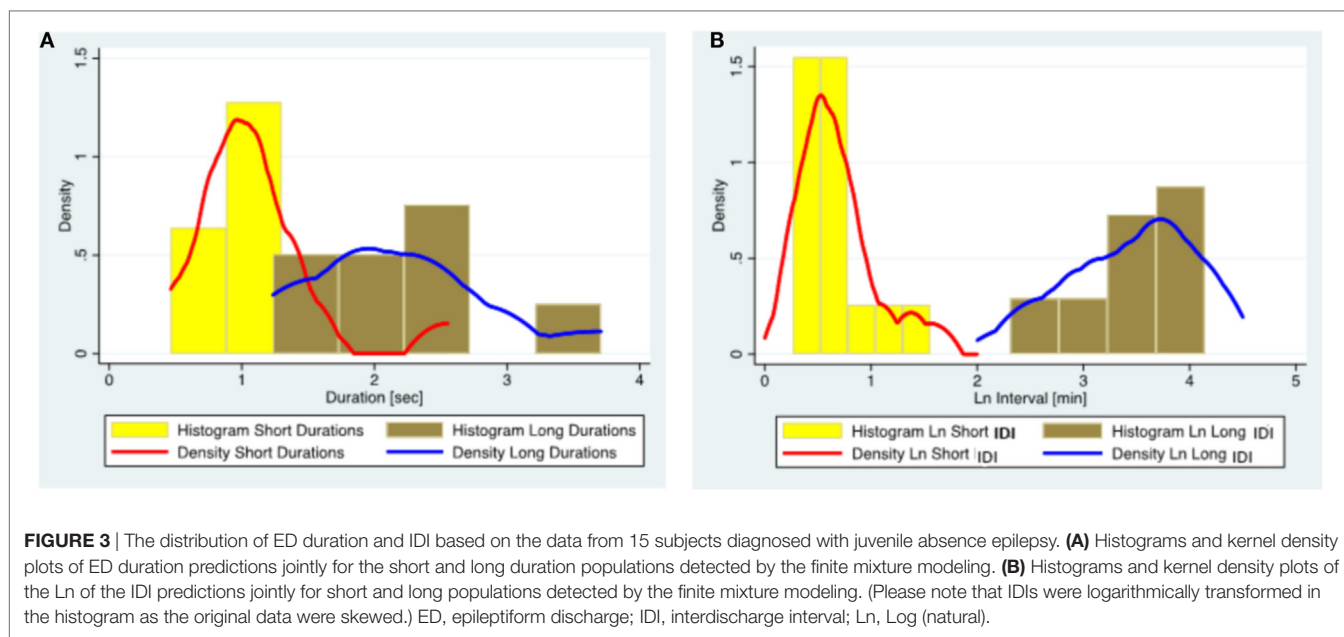 A
Density
1.5
1
.5
0
0 1 2 3 4
Duration [sec]
Histogram Short Durations Histogram Long Durations
Density Short Durations Density Long Durations
B
Density
1.5
1
.5
0
0 1 2 3 4 5
Ln Interval [min]
Histogram Ln Short IDI Histogram Ln Long IDI
Density Ln Short IDI Density Ln Long IDI
FIGURE 3 | The distribution of ED duration and IDI based on the data from 15 subjects diagnosed with juvenile absence epilepsy. (A) Histograms and kernel density
plots of ED duration predictions jointly for the short and long duration populations detected by the finite mixture modeling. (B) Histograms and kernel density plots of
the Ln of the IDI predictions jointly for short and long populations detected by the finite mixture modeling. (Please note that IDIs were logarithmically transformed in
the histogram as the original data were skewed.) ED, epileptiform discharge; IDI, interdischarge interval; Ln, Log (natural).